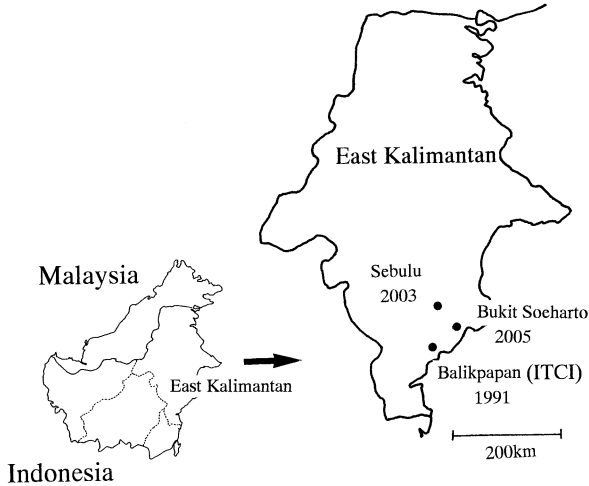 East Kalimantan
Sebulu
2003
Bukit Soeharto
2005
Balikpapan (ITCI)
1991
200km
Malaysia
East Kalimantan
Indonesia